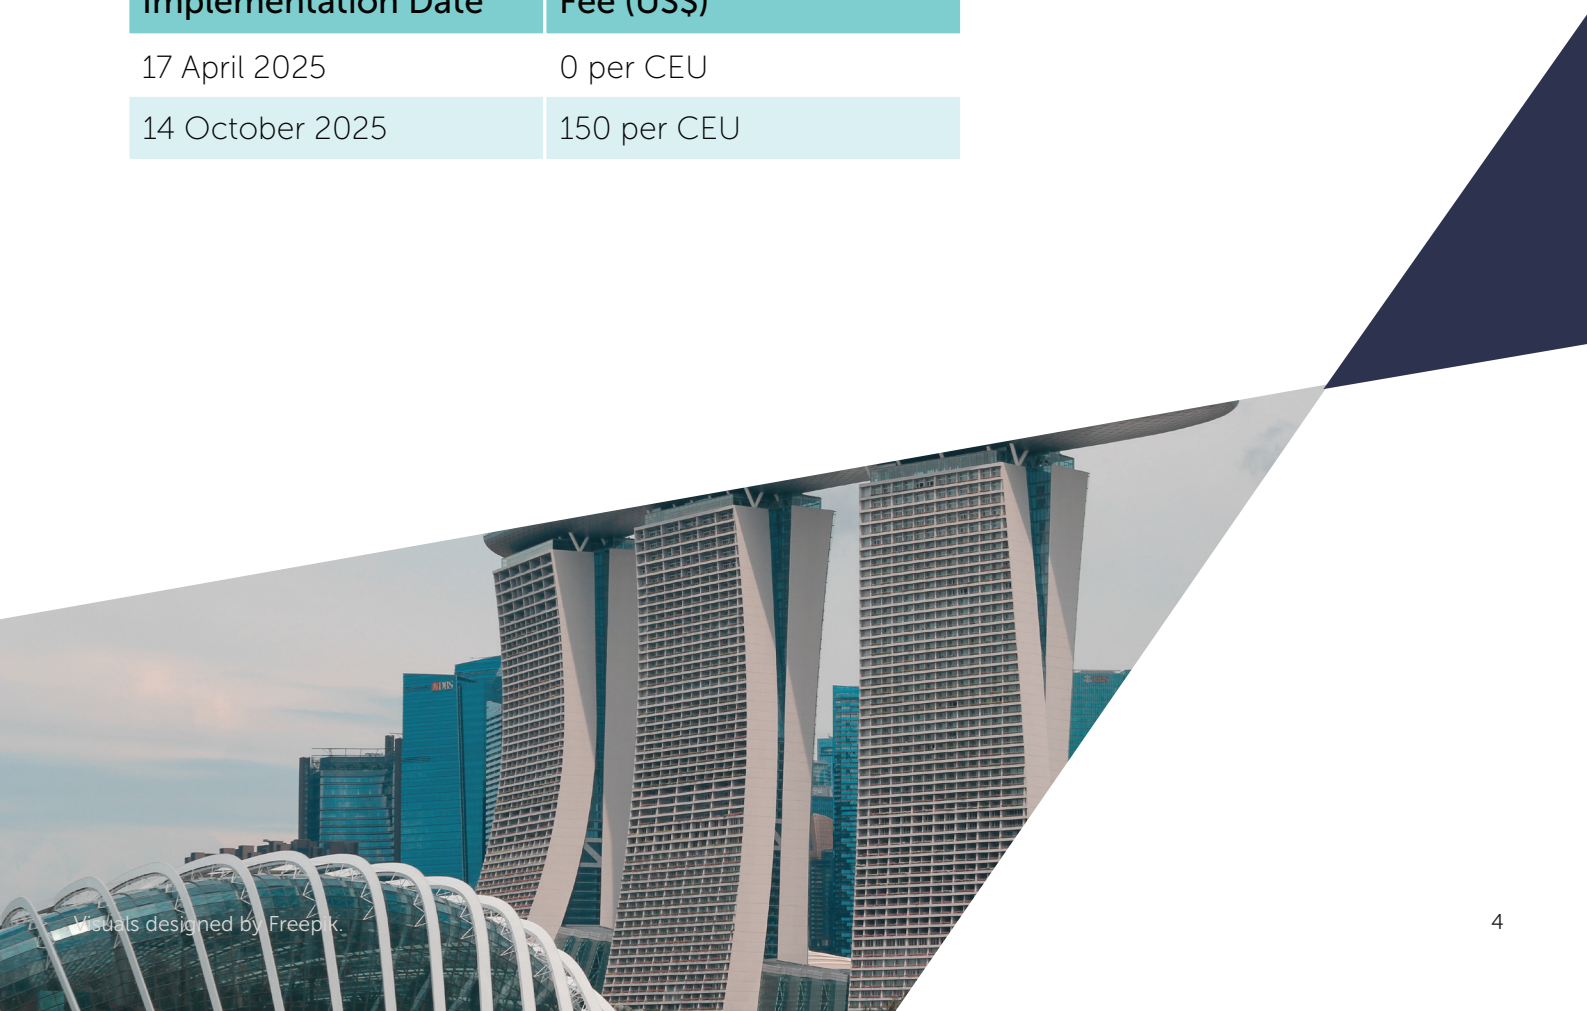 Implementation Date Fee (US$)
17 April 2025 0 per CEU
14 October 2025 150 per CEU
DBS
Visuals designed by Freepik.
4